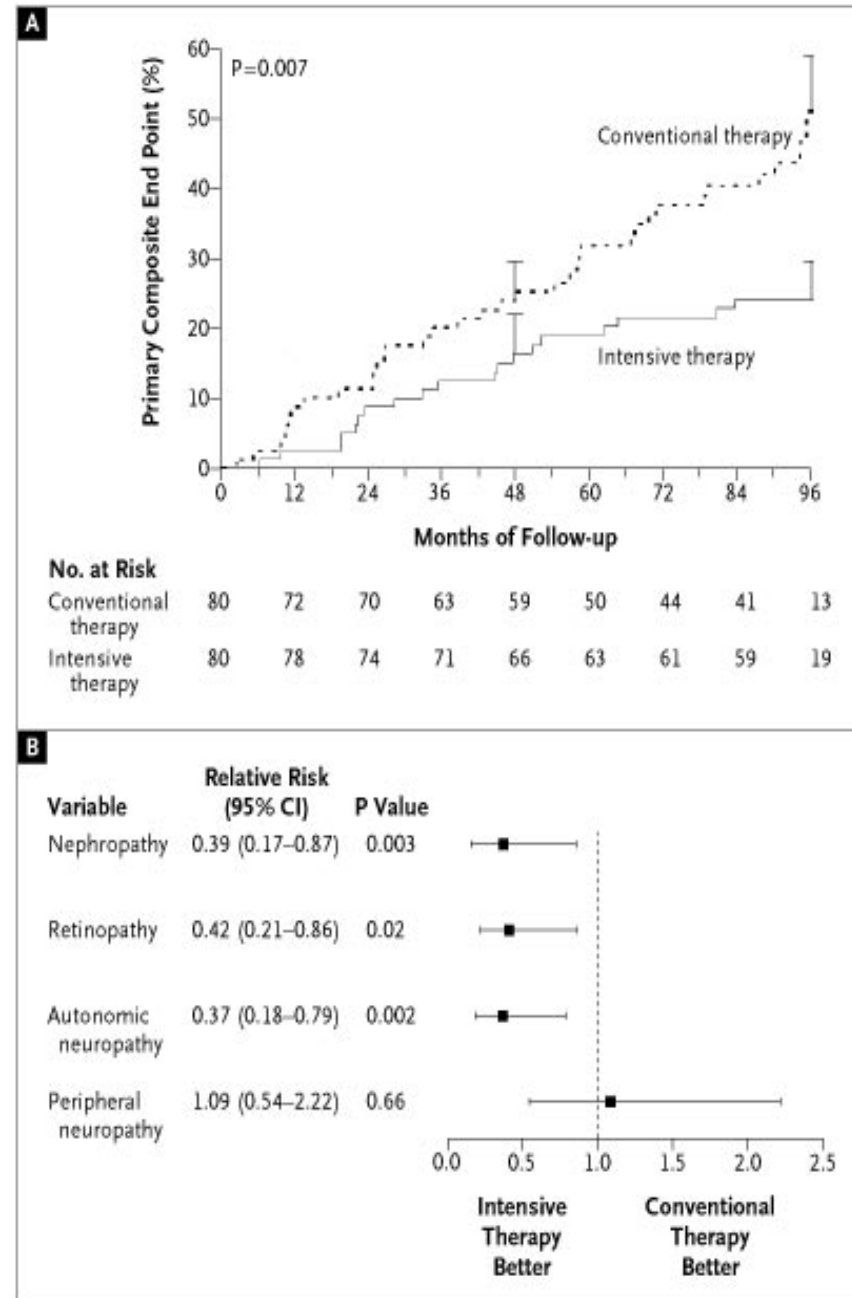 A
Primary Composite End Point (%)
60
50
40
30
20
10
0
P=0.007
Conventional therapy
Intensive therapy
0 12 24 36 48 60 72 84 96
Months of Follow-up
No. at Risk
Conventional therapy 80 72 70 63 59 50 44 41 13
Intensive therapy 80 78 74 71 66 63 61 59 19
B
Variable Relative Risk (95% CI) P Value
Nephropathy 0.39 (0.17–0.87) 0.003
Retinopathy 0.42 (0.21–0.86) 0.02
Autonomic neuropathy 0.37 (0.18–0.79) 0.002
Peripheral neuropathy 1.09 (0.54–2.22) 0.66
0.0 0.5 1.0 1.5 2.0 2.5
Intensive Therapy Better
Conventional Therapy Better